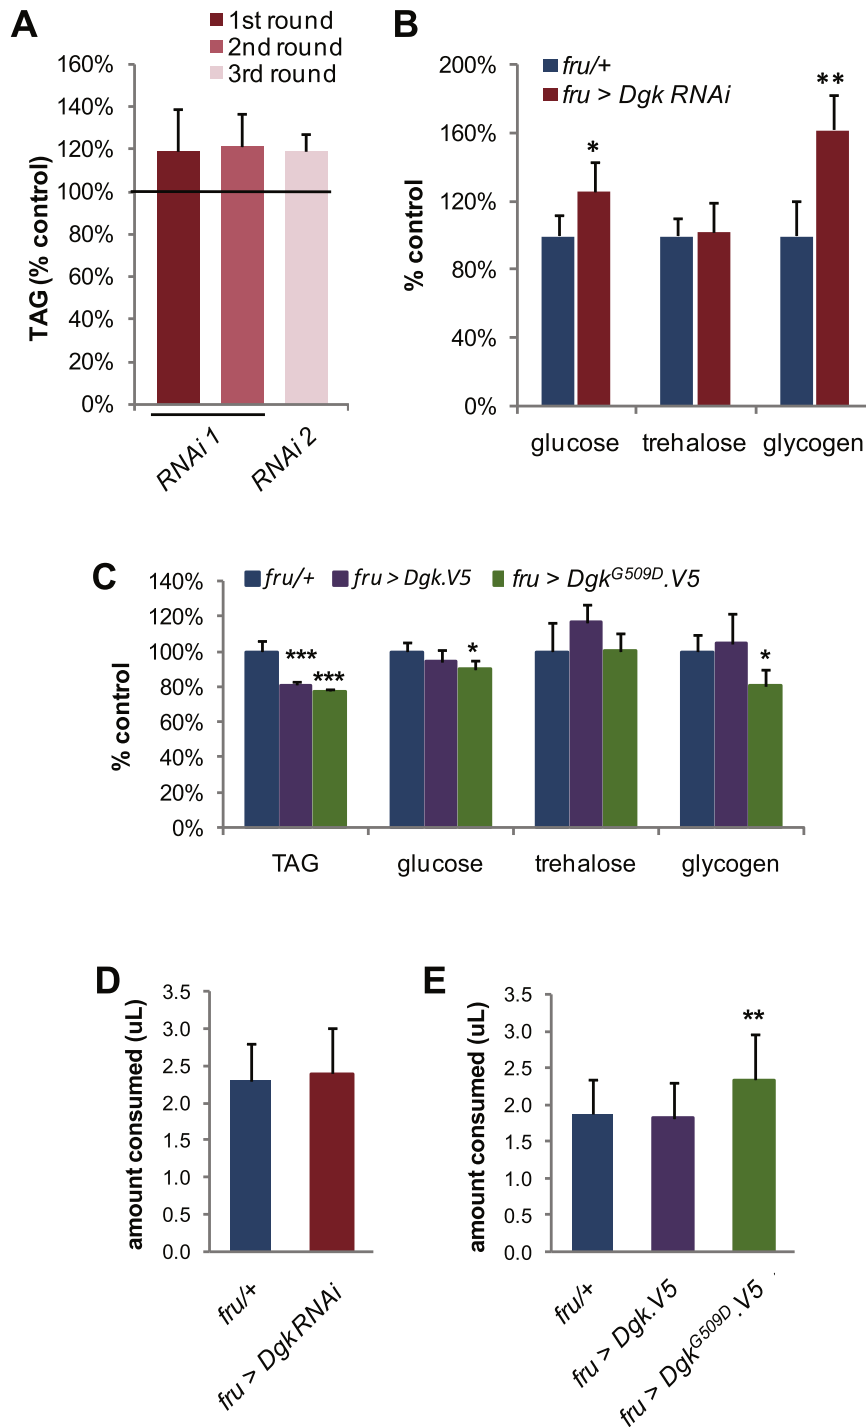 A
1st round
2nd round
3rd round
160%
140%
120%
100%
80%
60%
40%
20%
0%
TAG (% control)
RNAi 1
RNAi 2
B
fru/+
fru > Dgk RNAi
200%
160%
120%
80%
40%
0%
% control
*
**
glucose
trehalose
glycogen
C
fru/+
fru > Dgk.V5
fru > Dgk^G509D.V5
140%
120%
100%
80%
60%
40%
20%
0%
% control
***
***
*
*
TAG
glucose
trehalose
glycogen
D
3.5
3.0
2.5
2.0
1.5
1.0
0.5
0.0
amount consumed (uL)
fru/+
fru > Dgk RNAi
E
3.5
3.0
2.5
2.0
1.5
1.0
0.5
0.0
amount consumed (uL)
**
fru/+
fru > Dgk.V5
fru > Dgk^G509D.V5